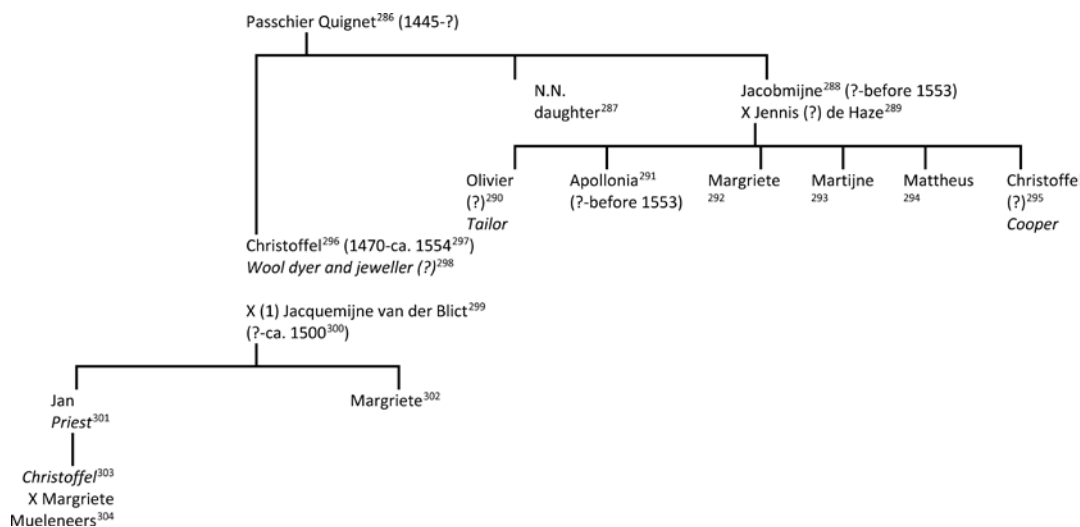 Passchier Quignet286 (1445-?)
N.N.
daughter287
Jacobmijne288 (?-before 1553)
X Jennis (?) de Haze289
Olivier
(?)290
Tailor
Apollonia291
(?-before 1553)
Margriete
292
Martijne
293
Mattheus
294
Christoffel
(?)295
Cooper
Christoffel296 (1470-ca. 1554297)
Wool dyer and jeweller (?)298
X (1) Jacquemijne van der Blict299
(?-ca. 1500300)
Jan
Priest301
Margriete302
Christoffel303
X Margriete
Mueleneers304